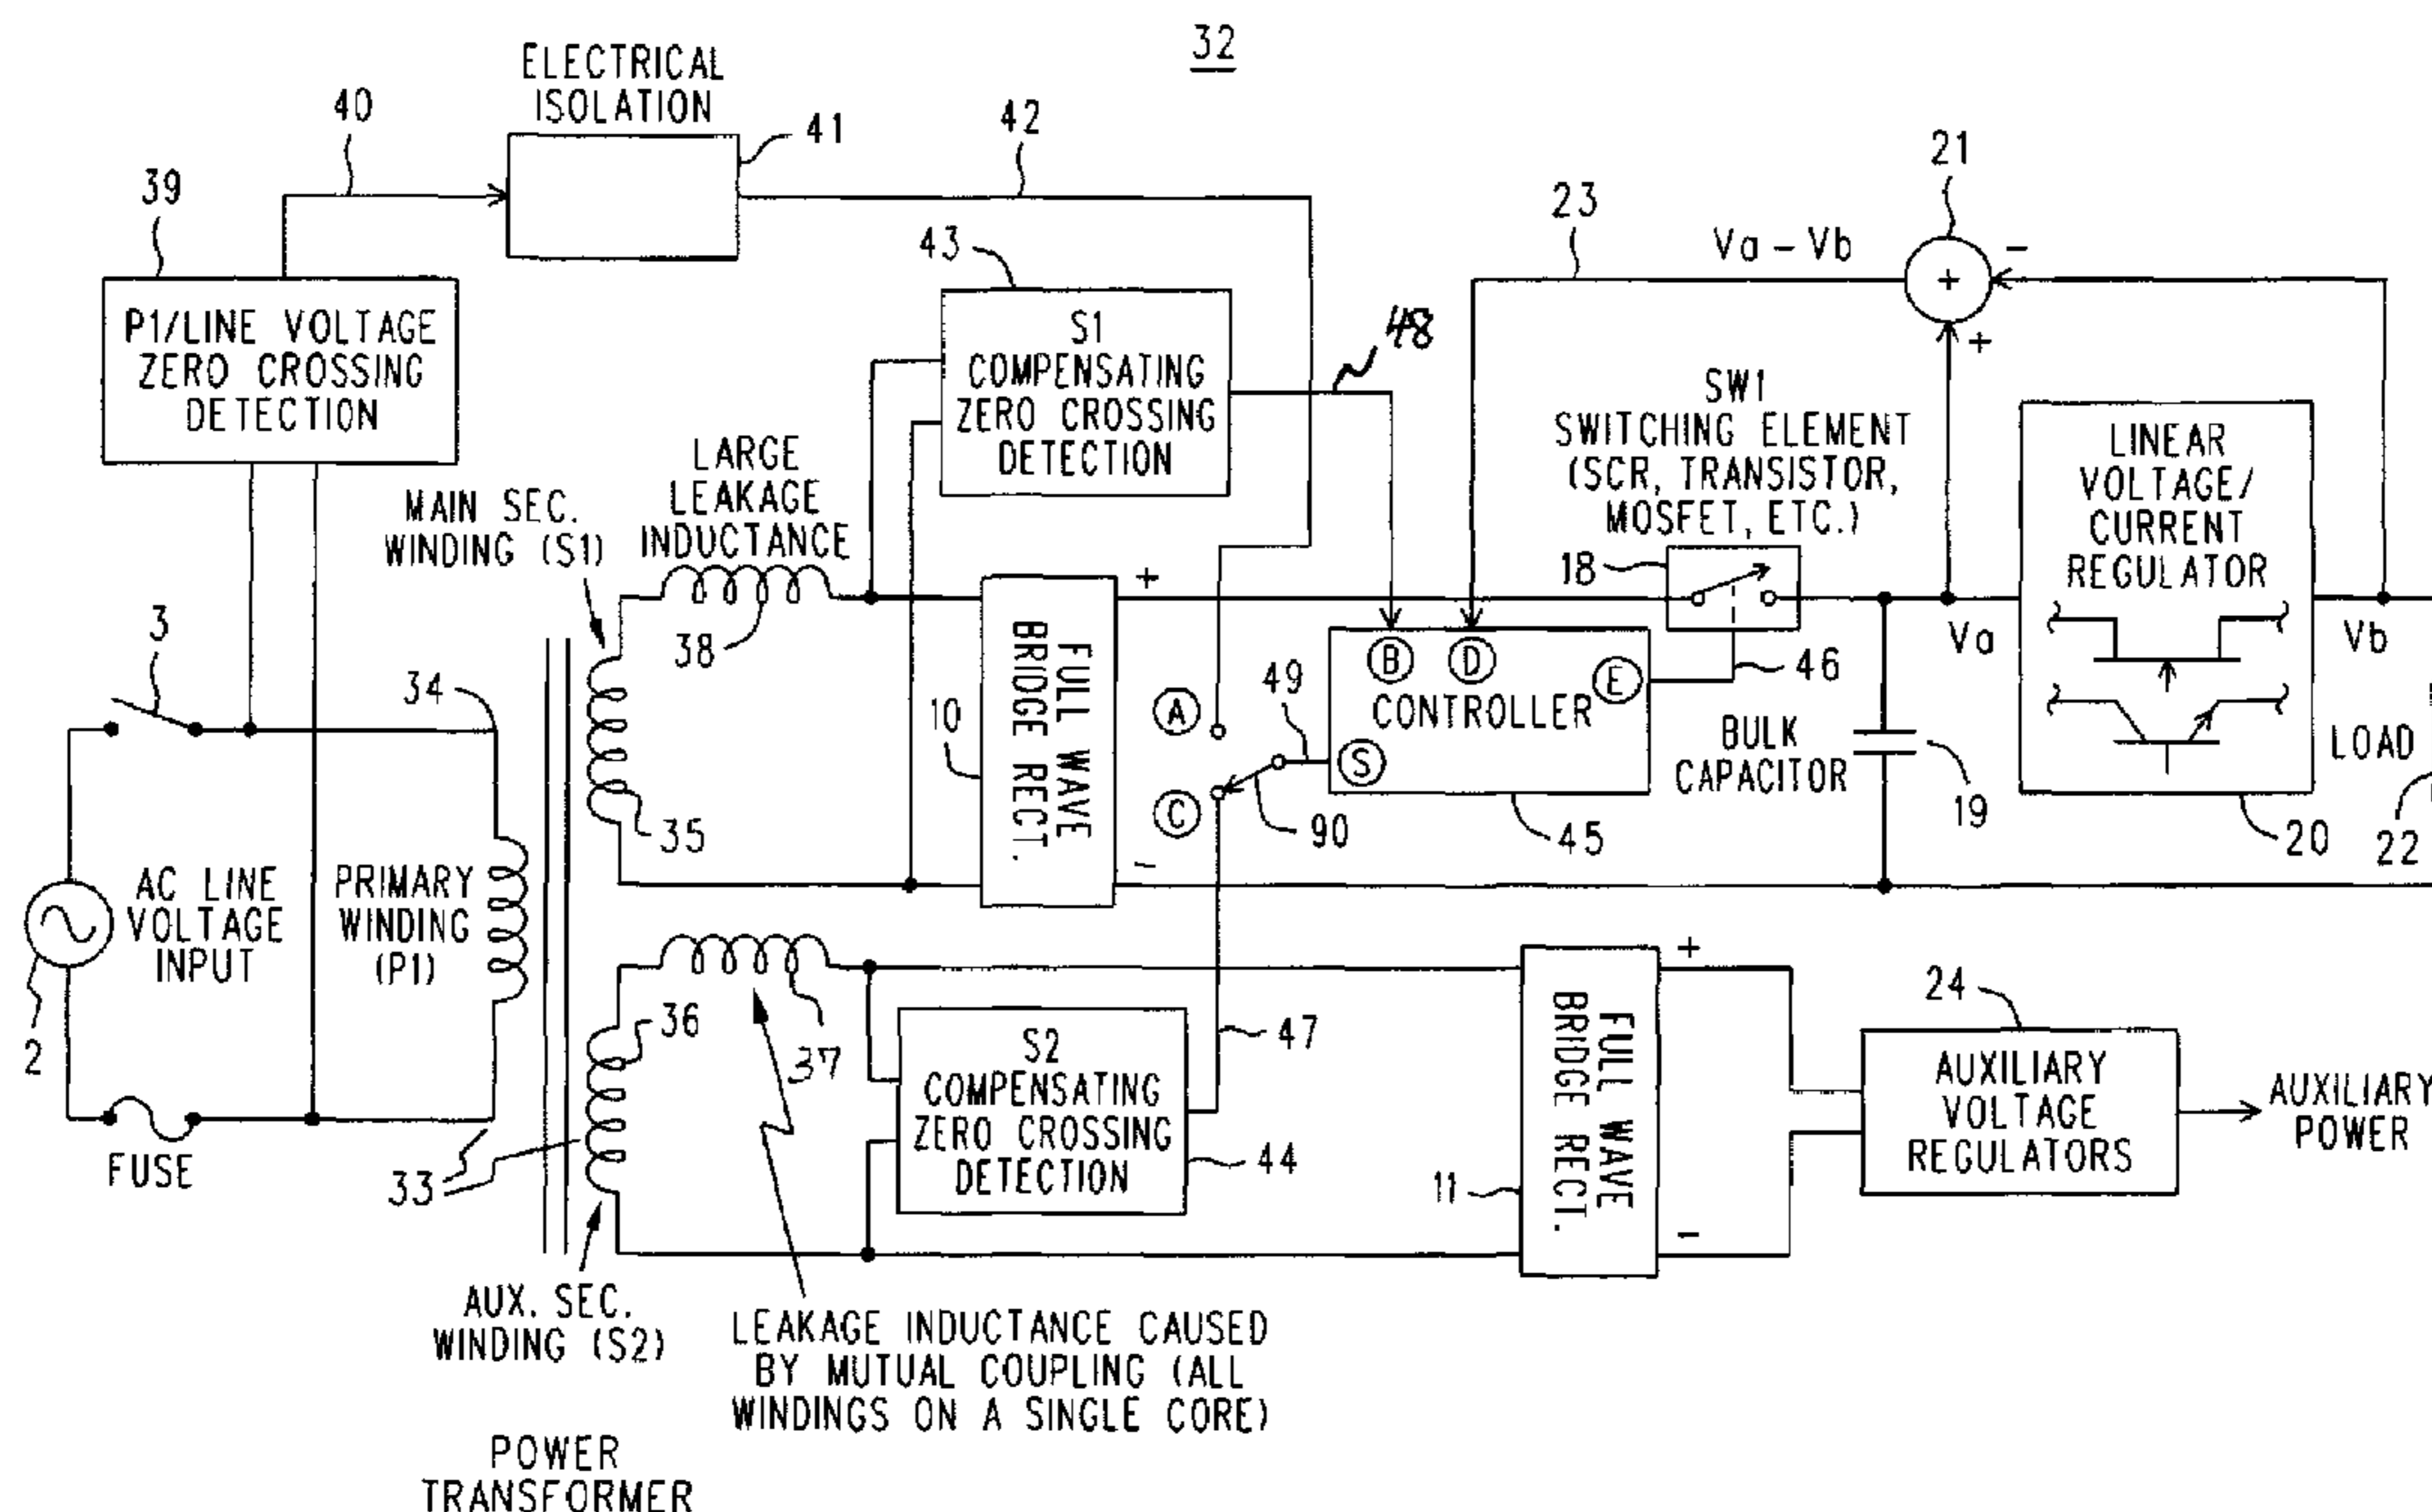 32
ELECTRICAL
ISOLATION
40
41
42
39
P1/LINE VOLTAGE
ZERO CROSSING
DETECTION
43
S1
COMPENSATING
ZERO CROSSING
DETECTION
48
23
Va - Vb
21
-
+
+
SW1
SWITCHING ELEMENT
(SCR, TRANSISTOR,
MOSFET, ETC.)
18
LINEAR
VOLTAGE/
CURRENT
REGULATOR
20
Va
Vb
MAIN SEC.
WINDING (S1)
LARGE
LEAKAGE
INDUCTANCE
38
35
+
-
10
FULL WAVE
BRIDGE RECT.
A
C
49
90
B
D
E
S
CONTROLLER
45
46
BULK
CAPACITOR
19
LOAD
22
3
34
2
AC LINE
VOLTAGE
INPUT
PRIMARY
WINDING
(P1)
FUSE
33
36
37
S2
COMPENSATING
ZERO CROSSING
DETECTION
44
47
11
FULL WAVE
BRIDGE RECT.
+
-
24
AUXILIARY
VOLTAGE
REGULATORS
AUXILIARY
POWER
AUX. SEC.
WINDING (S2)
LEAKAGE INDUCTANCE CAUSED
BY MUTUAL COUPLING (ALL
WINDINGS ON A SINGLE CORE)
POWER
TRANSFORMER